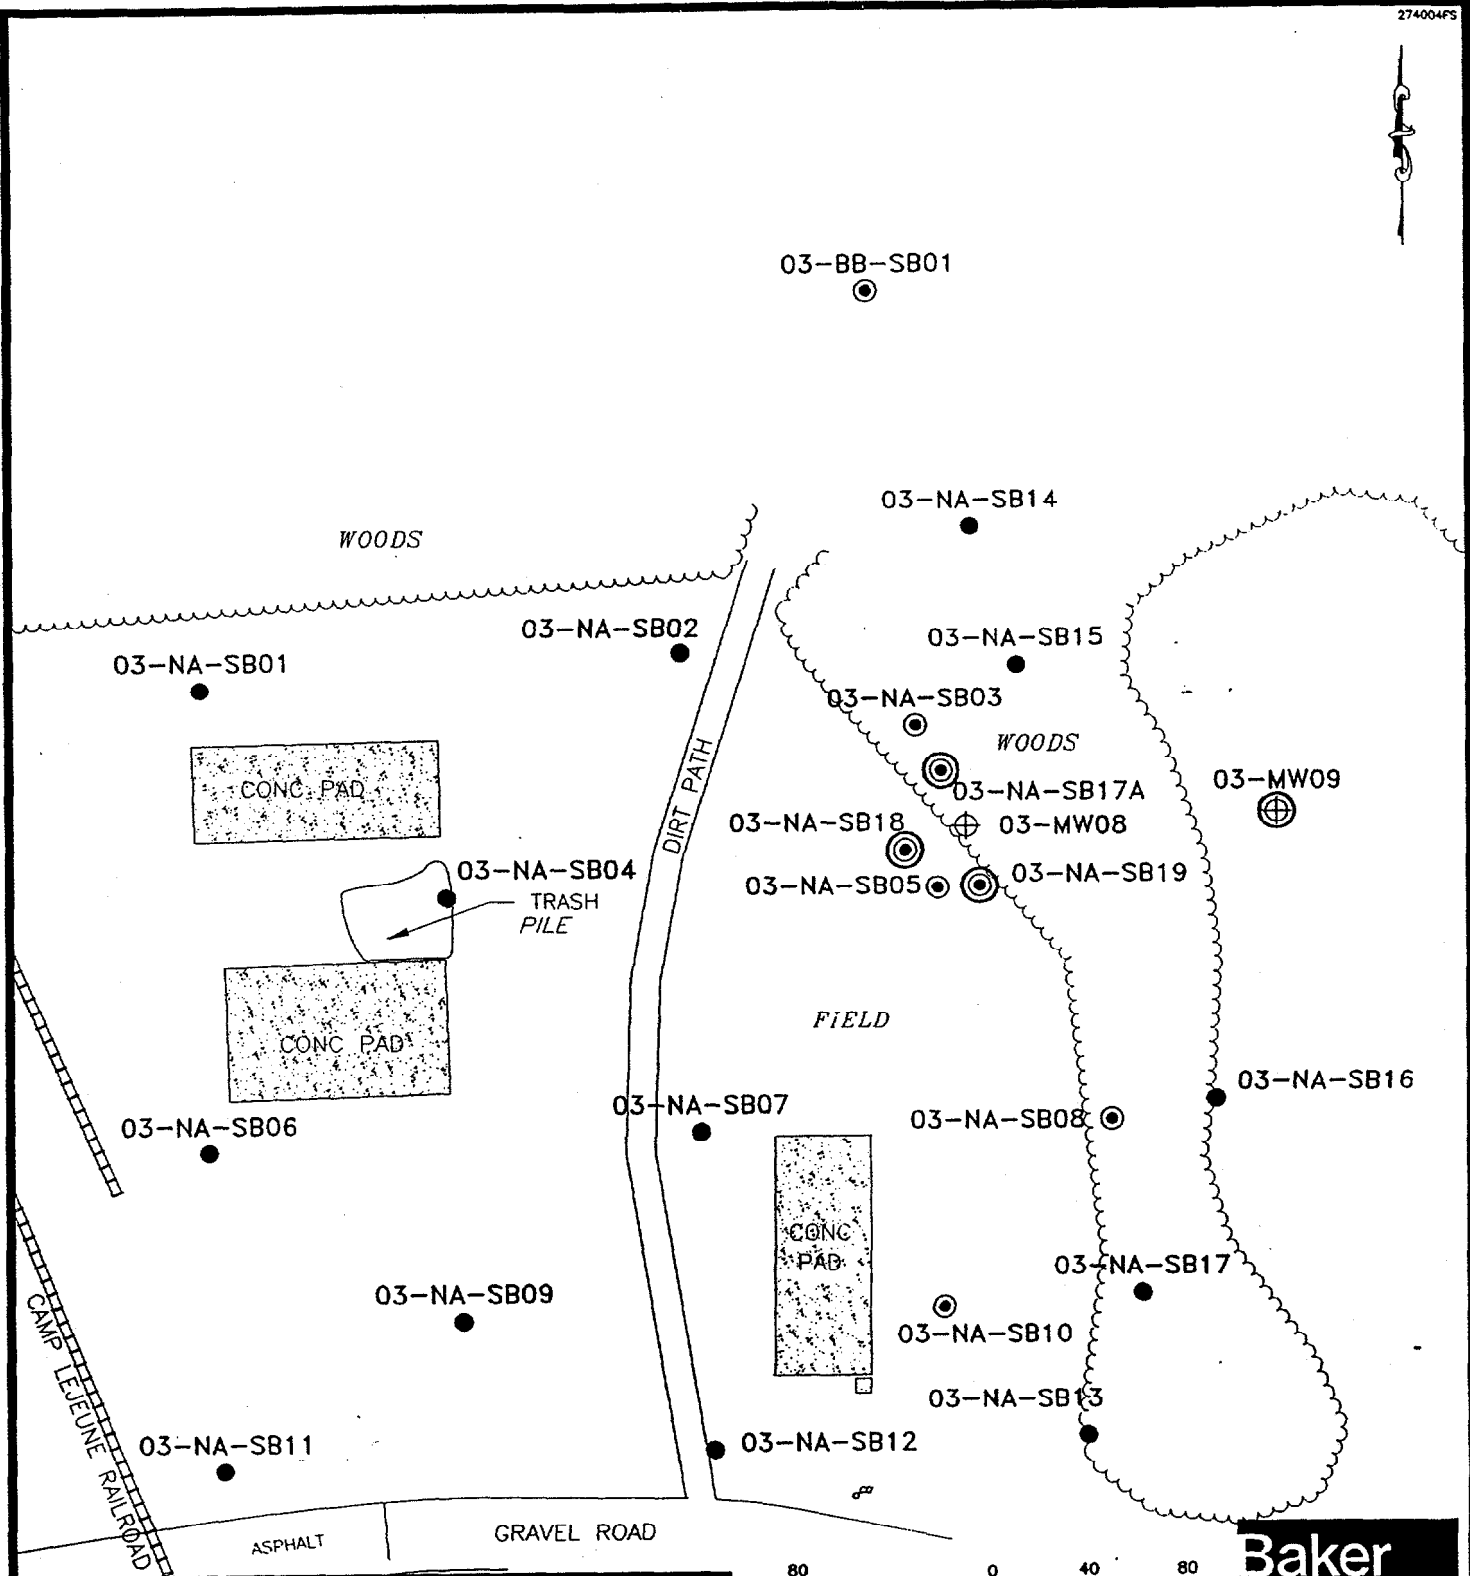 274004FS
03-BB-SB01
03-NA-SB14
WOODS
03-NA-SB02
03-NA-SB15
03-NA-SB01
03-NA-SB03
WOODS
DIRT PATH
CONC PAD
03-NA-SB17A
03-MW09
03-NA-SB18
03-MW08
03-NA-SB04
03-NA-SB05
03-NA-SB19
TRASH
PILE
FIELD
CONC PAD
03-NA-SB16
03-NA-SB07
03-NA-SB08
03-NA-SB06
CONC
PAD
03-NA-SB17
03-NA-SB09
03-NA-SB10
CAMP LEJEUNE RAILROAD
03-NA-SB13
03-NA-SB11
03-NA-SB12
ASPHALT
GRAVEL ROAD
80 0 40 80
Baker